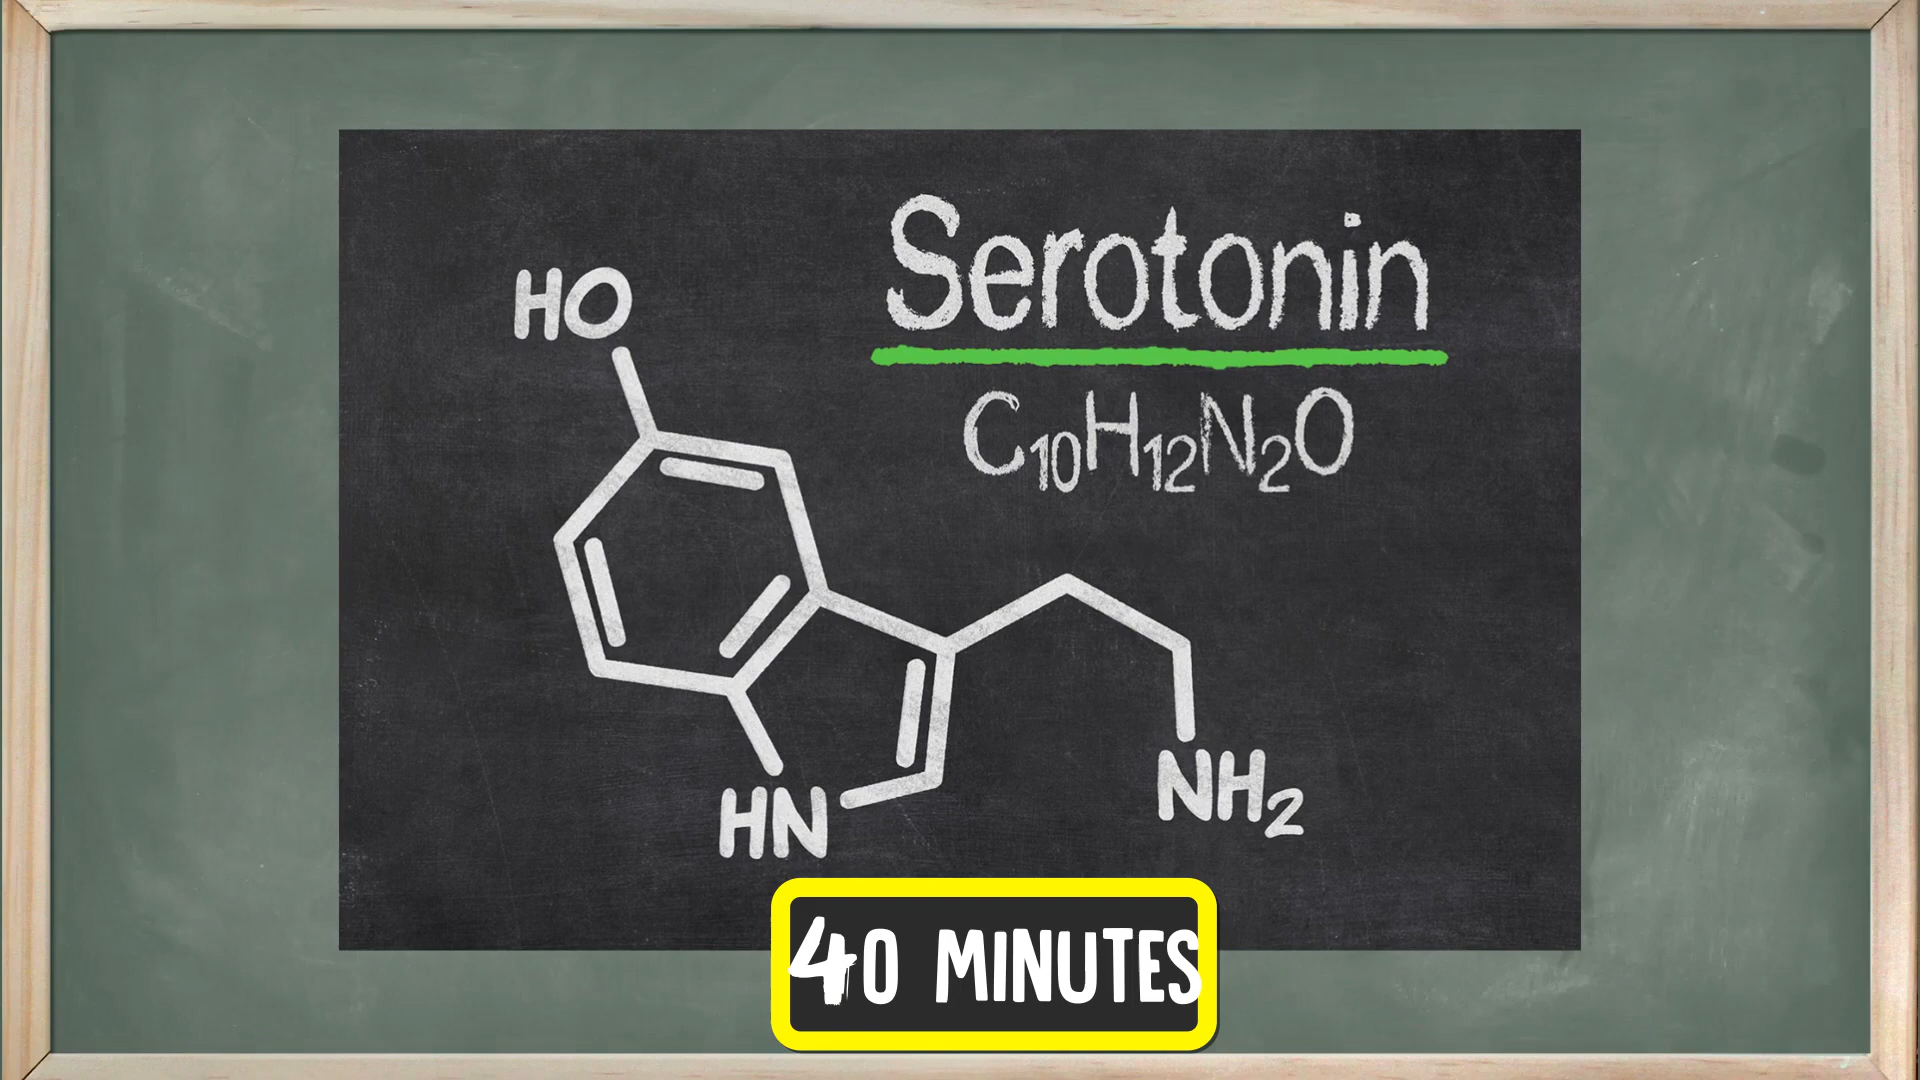 Serotonin
C₁₀H₁₂N₂O
HO
HN
NH₂
40 MINUTES